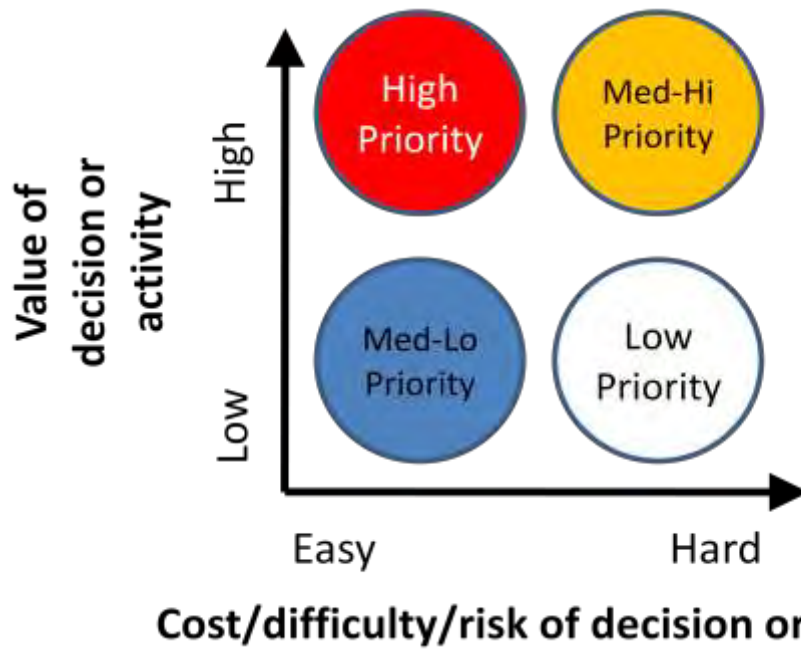 High
Priority
Med-Hi
Priority
Value of
decision or
activity
High
Low
Med-Lo
Priority
Low
Priority
Easy
Hard
Cost/difficulty/risk of decision or